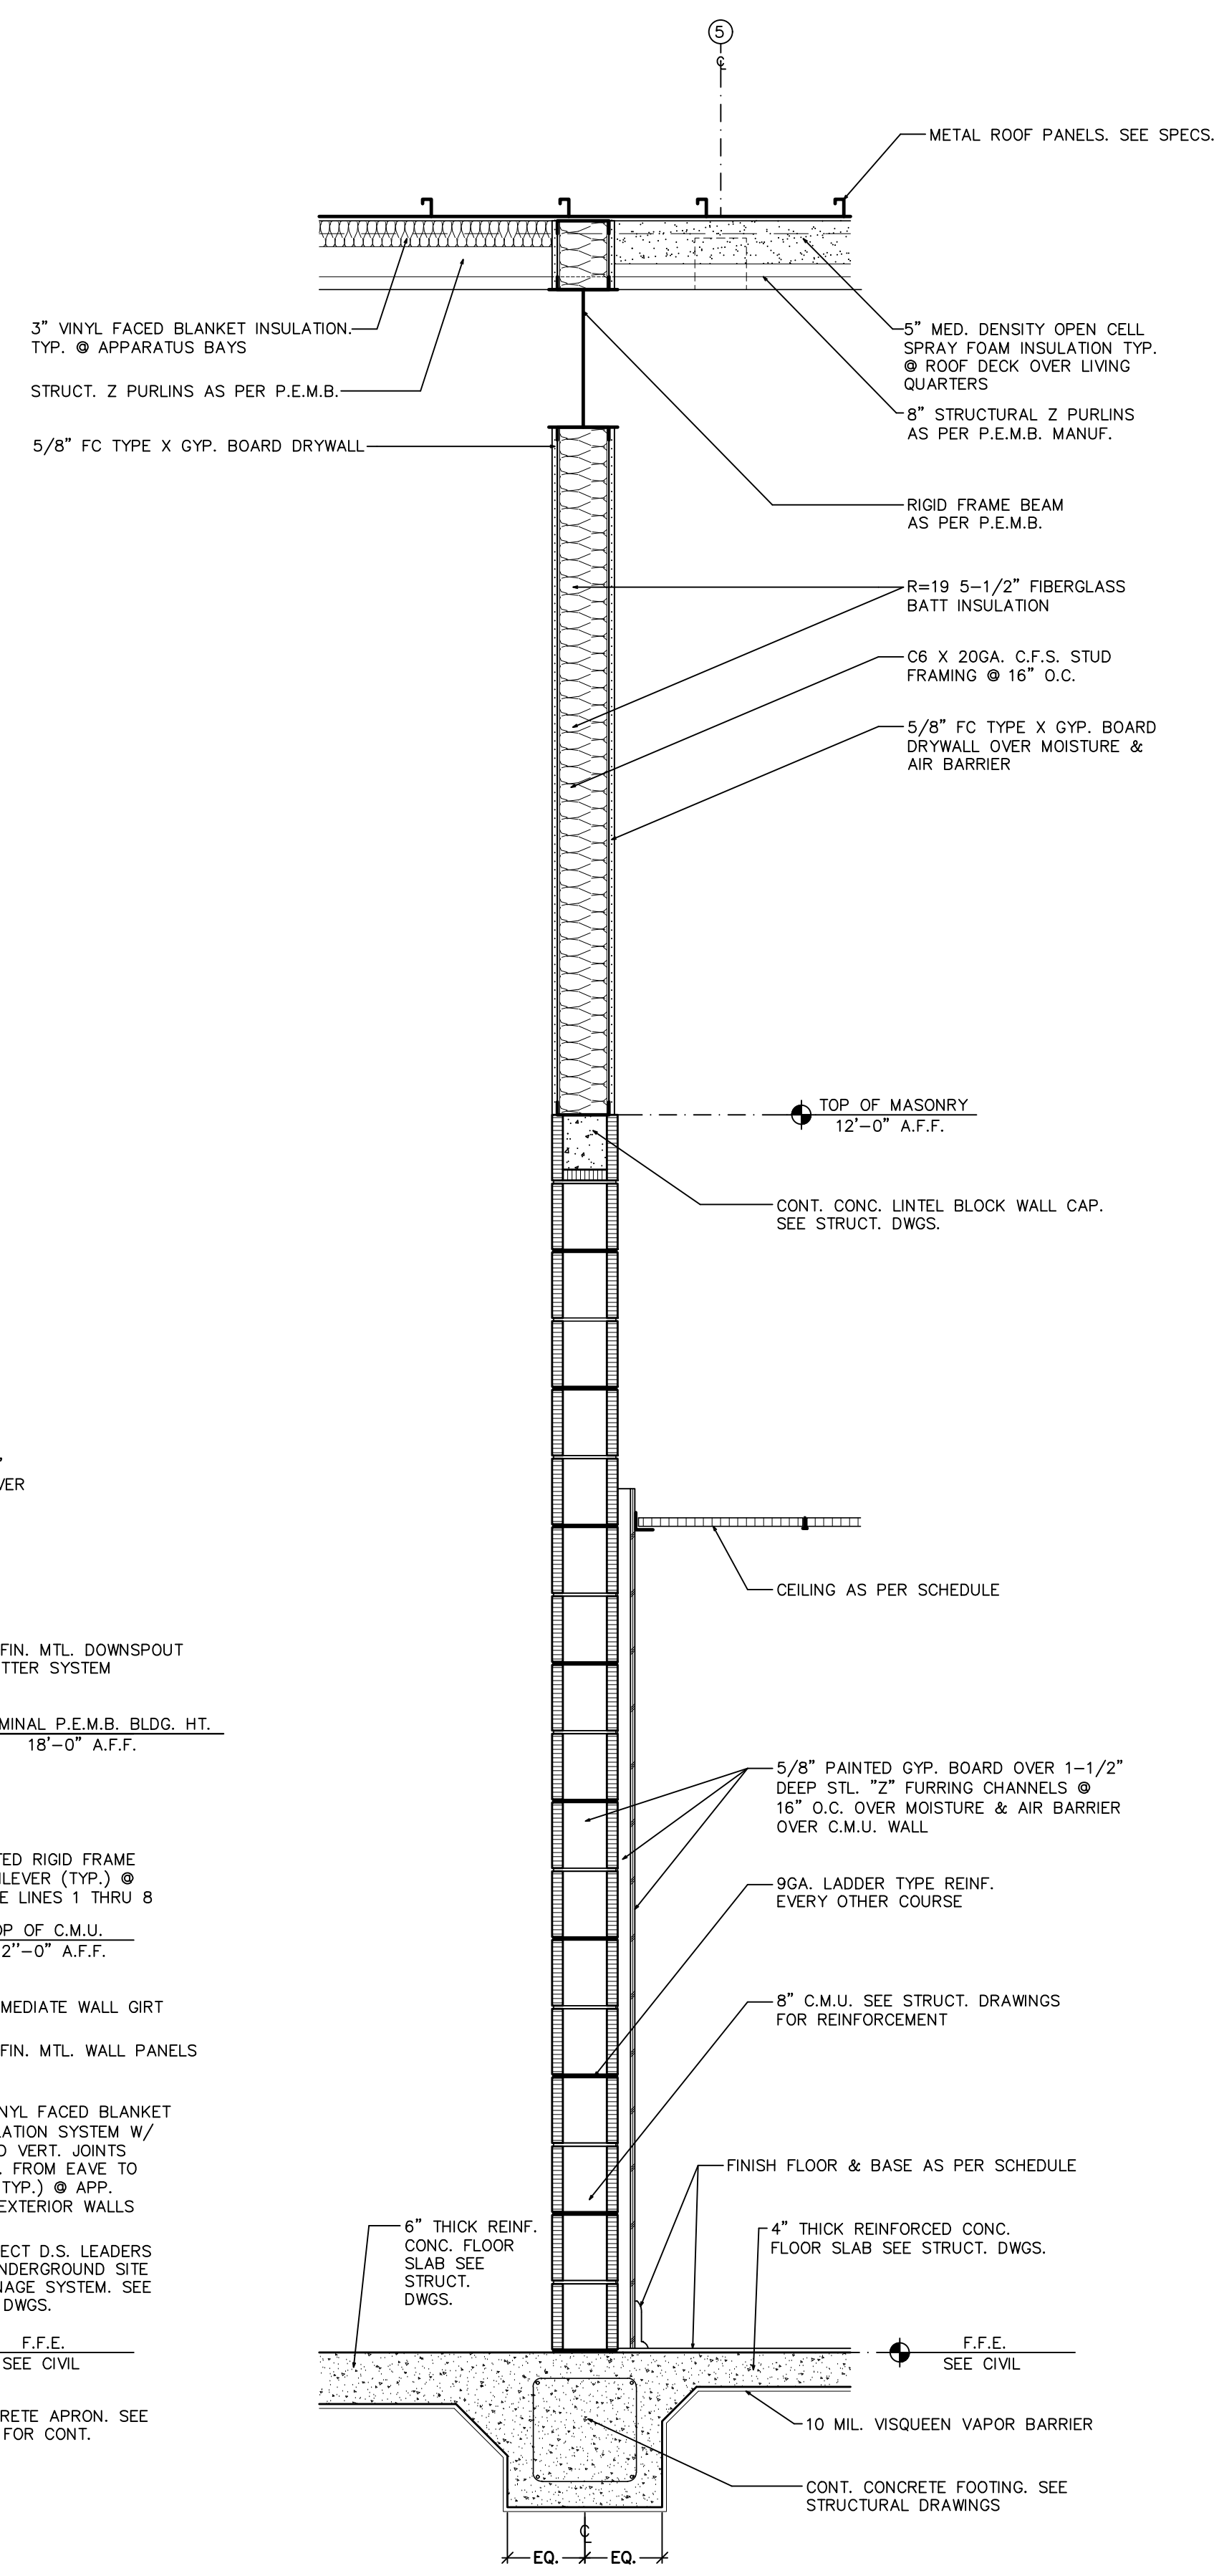 5
℄
METAL ROOF PANELS. SEE SPECS.
3" VINYL FACED BLANKET INSULATION.
TYP. @ APPARATUS BAYS
STRUCT. Z PURLINS AS PER P.E.M.B.
5/8" FC TYPE X GYP. BOARD DRYWALL
5" MED. DENSITY OPEN CELL
SPRAY FOAM INSULATION TYP.
@ ROOF DECK OVER LIVING
QUARTERS
8" STRUCTURAL Z PURLINS
AS PER P.E.M.B. MANUF.
RIGID FRAME BEAM
AS PER P.E.M.B.
R=19 5-1/2" FIBERGLASS
BATT INSULATION
C6 X 20GA. C.F.S. STUD
FRAMING @ 16" O.C.
5/8" FC TYPE X GYP. BOARD
DRYWALL OVER MOISTURE &
AIR BARRIER
TOP OF MASONRY
12'-0" A.F.F.
CONT. CONC. LINTEL BLOCK WALL CAP.
SEE STRUCT. DWGS.
VER
CEILING AS PER SCHEDULE
FIN. MTL. DOWNSPOUT
TTER SYSTEM
MINAL P.E.M.B. BLDG. HT.
18'-0" A.F.F.
5/8" PAINTED GYP. BOARD OVER 1-1/2"
DEEP STL. "Z" FURRING CHANNELS @
16" O.C. OVER MOISTURE & AIR BARRIER
OVER C.M.U. WALL
TED RIGID FRAME
ILEVER (TYP.) @
E LINES 1 THRU 8
9GA. LADDER TYPE REINF.
EVERY OTHER COURSE
OP OF C.M.U.
2''-0" A.F.F.
MEDIATE WALL GIRT
8" C.M.U. SEE STRUCT. DRAWINGS
FOR REINFORCEMENT
FIN. MTL. WALL PANELS
NYL FACED BLANKET
LATION SYSTEM W/
D VERT. JOINTS
. FROM EAVE TO
TYP.) @ APP.
EXTERIOR WALLS
FINISH FLOOR & BASE AS PER SCHEDULE
6" THICK REINF.
CONC. FLOOR
SLAB SEE
STRUCT.
DWGS.
4" THICK REINFORCED CONC.
FLOOR SLAB SEE STRUCT. DWGS.
ECT D.S. LEADERS
NDERGROUND SITE
NAGE SYSTEM. SEE
DWGS.
F.F.E.
SEE CIVIL
F.F.E.
SEE CIVIL
RETE APRON. SEE
FOR CONT.
10 MIL. VISQUEEN VAPOR BARRIER
CONT. CONCRETE FOOTING. SEE
STRUCTURAL DRAWINGS
℄
EQ. EQ.